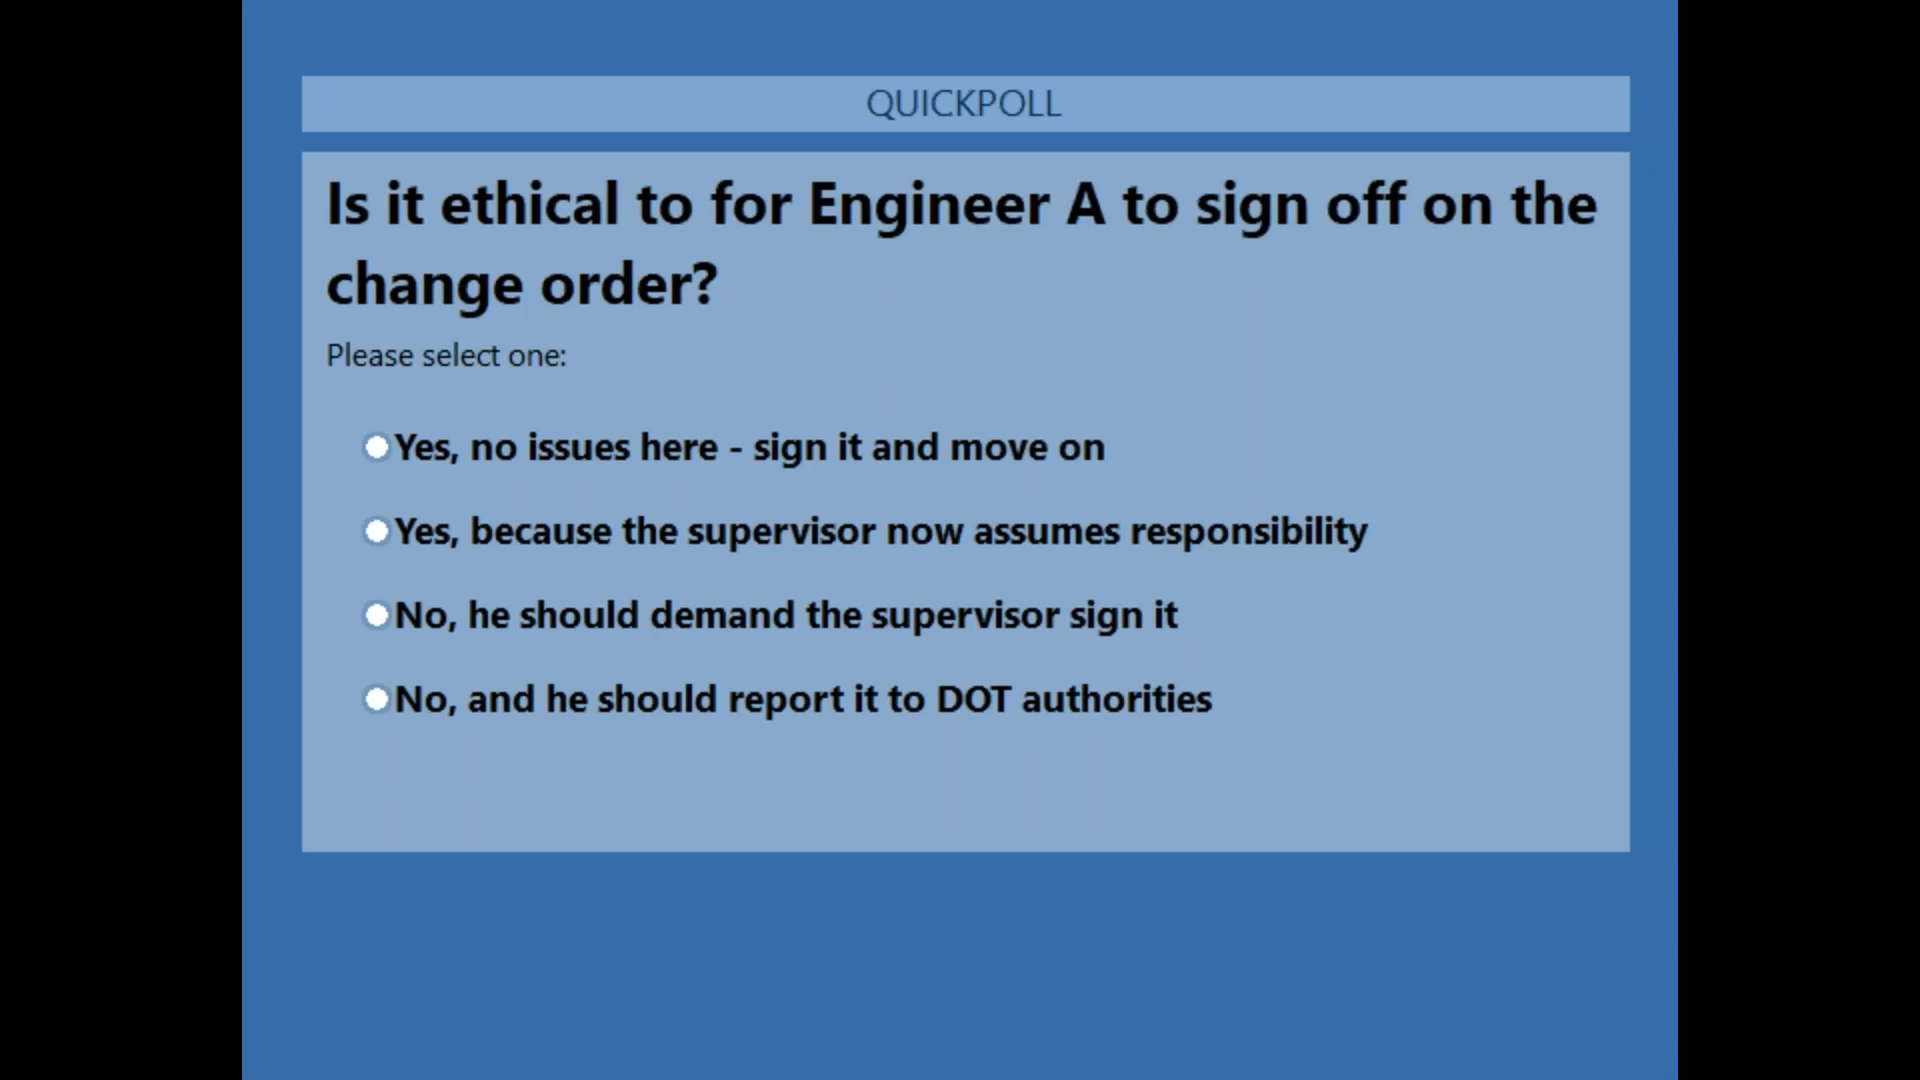 QUICKPOLL
Is it ethical to for Engineer A to sign off on the
change order?
Please select one:
Yes, no issues here - sign it and move on
Yes, because the supervisor now assumes responsibility
No, he should demand the supervisor sign it
No, and he should report it to DOT authorities